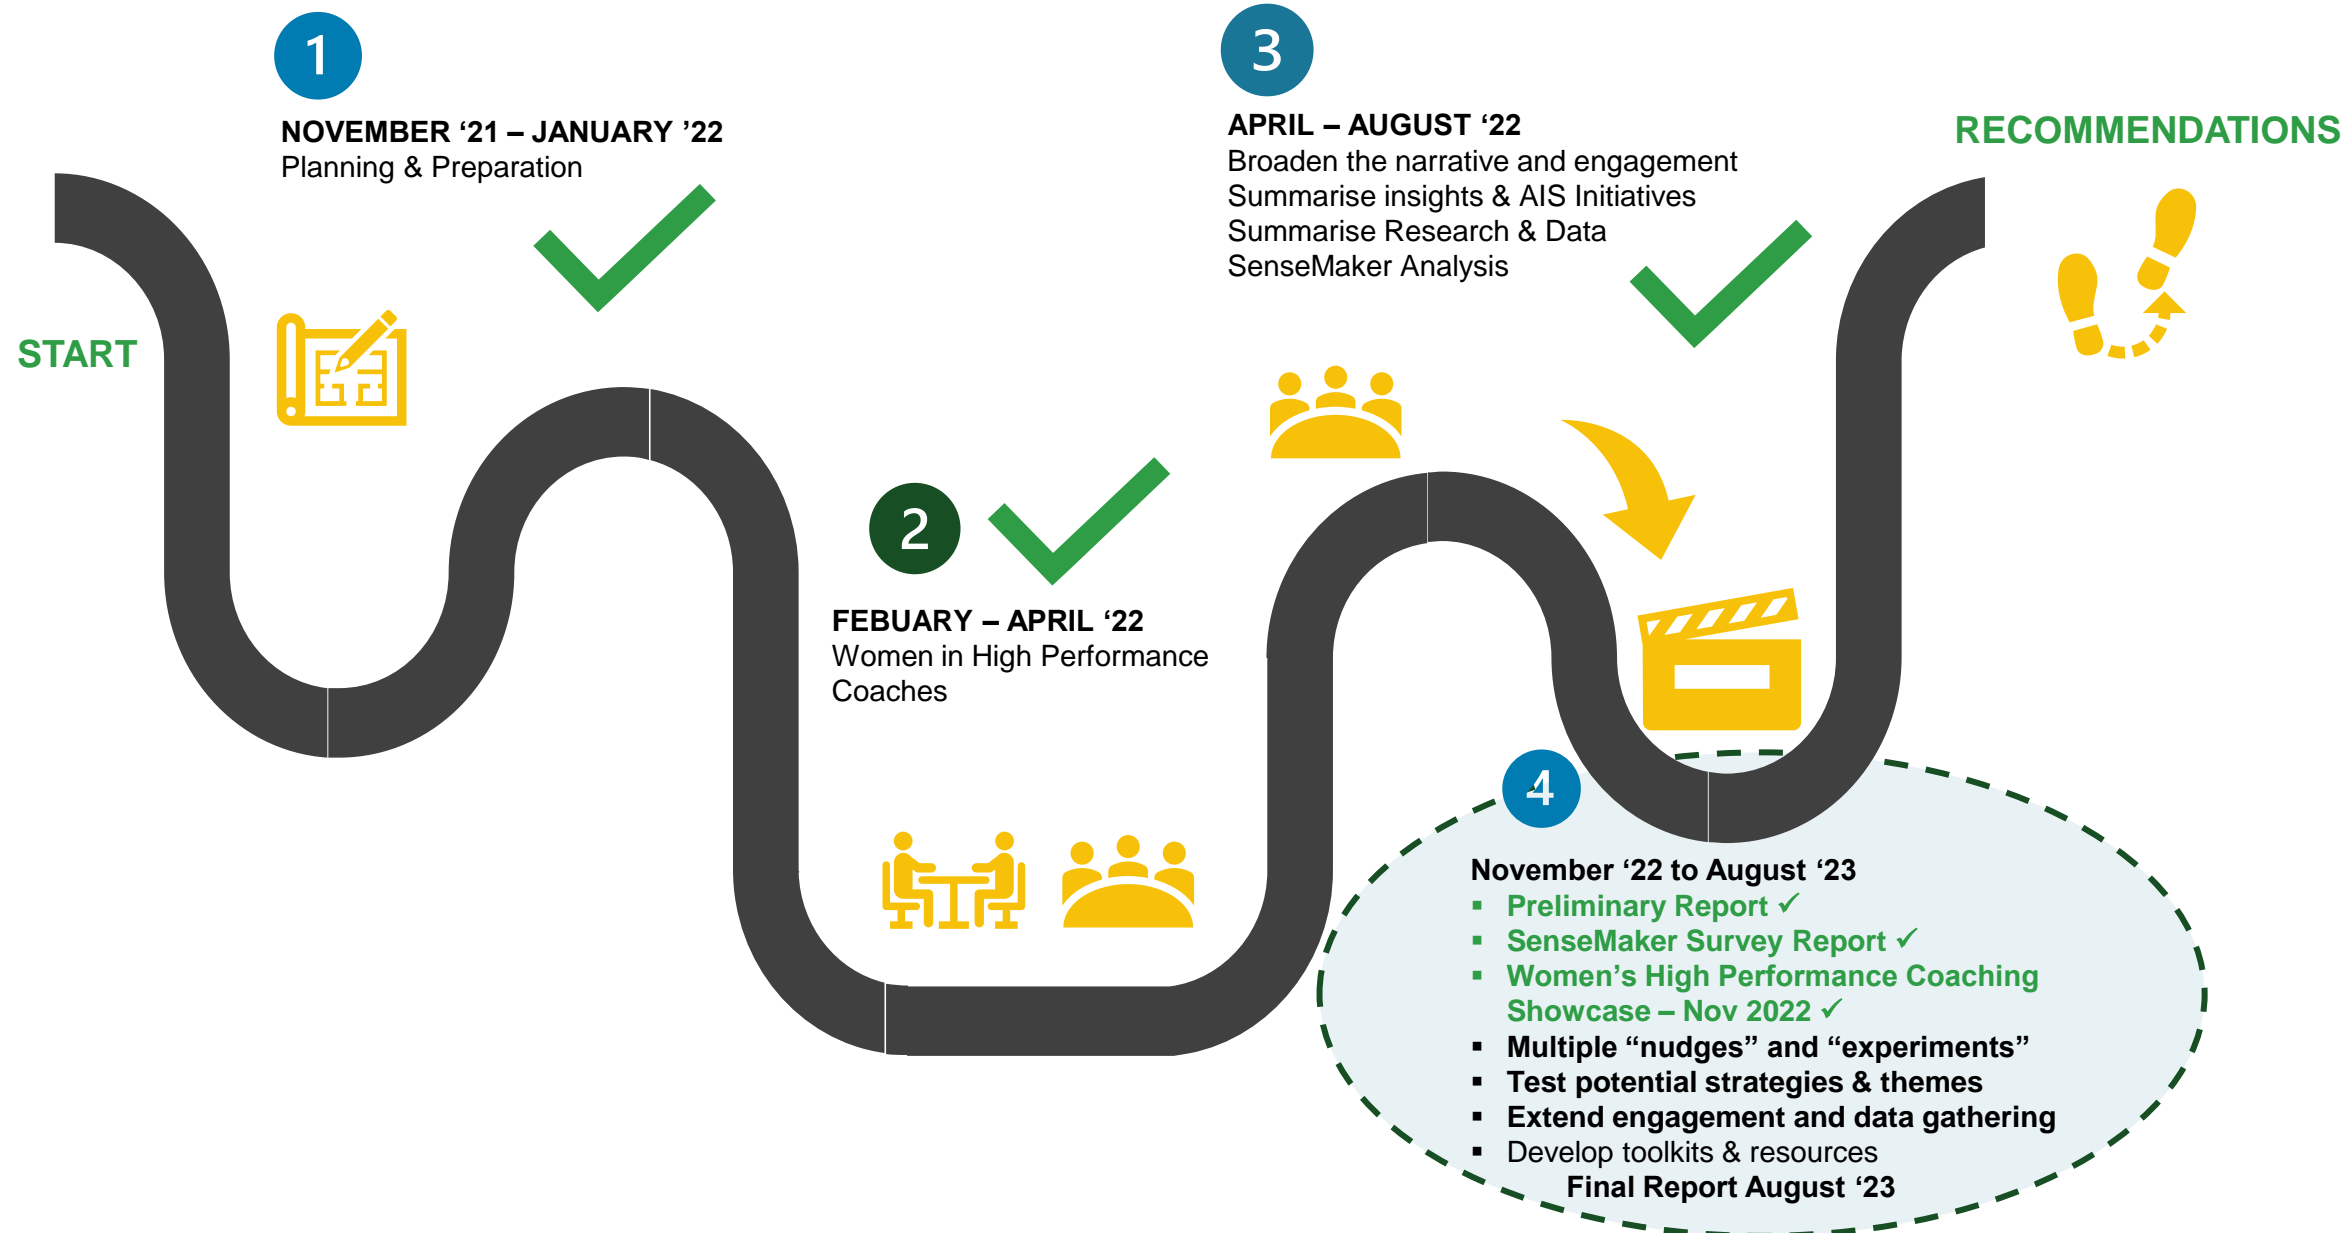 1
NOVEMBER ‘21 – JANUARY ’22
Planning & Preparation
START
2
FEBUARY – APRIL ‘22
Women in High Performance
Coaches
3
APRIL – AUGUST ‘22
Broaden the narrative and engagement
Summarise insights & AIS Initiatives
Summarise Research & Data
SenseMaker Analysis
RECOMMENDATIONS
4
November ‘22 to August ‘23
▪ Preliminary Report ✓
▪ SenseMaker Survey Report ✓
▪ Women’s High Performance Coaching
Showcase – Nov 2022 ✓
▪ Multiple “nudges” and “experiments”
▪ Test potential strategies & themes
▪ Extend engagement and data gathering
▪ Develop toolkits & resources
Final Report August ‘23